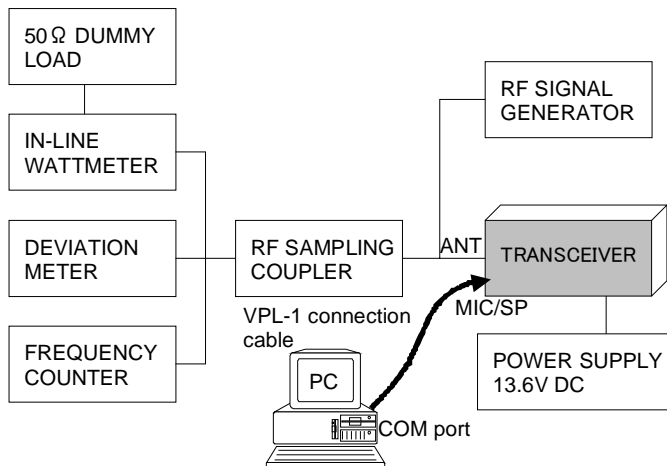 50Ω DUMMY
LOAD
RF SIGNAL
GENERATOR
IN-LINE
WATTMETER
DEVIATION
METER
RF SAMPLING
COUPLER
ANT
TRANSCEIVER
MIC/SP
VPL-1 connection
cable
FREQUENCY
COUNTER
PC
POWER SUPPLY
13.6V DC
COM port